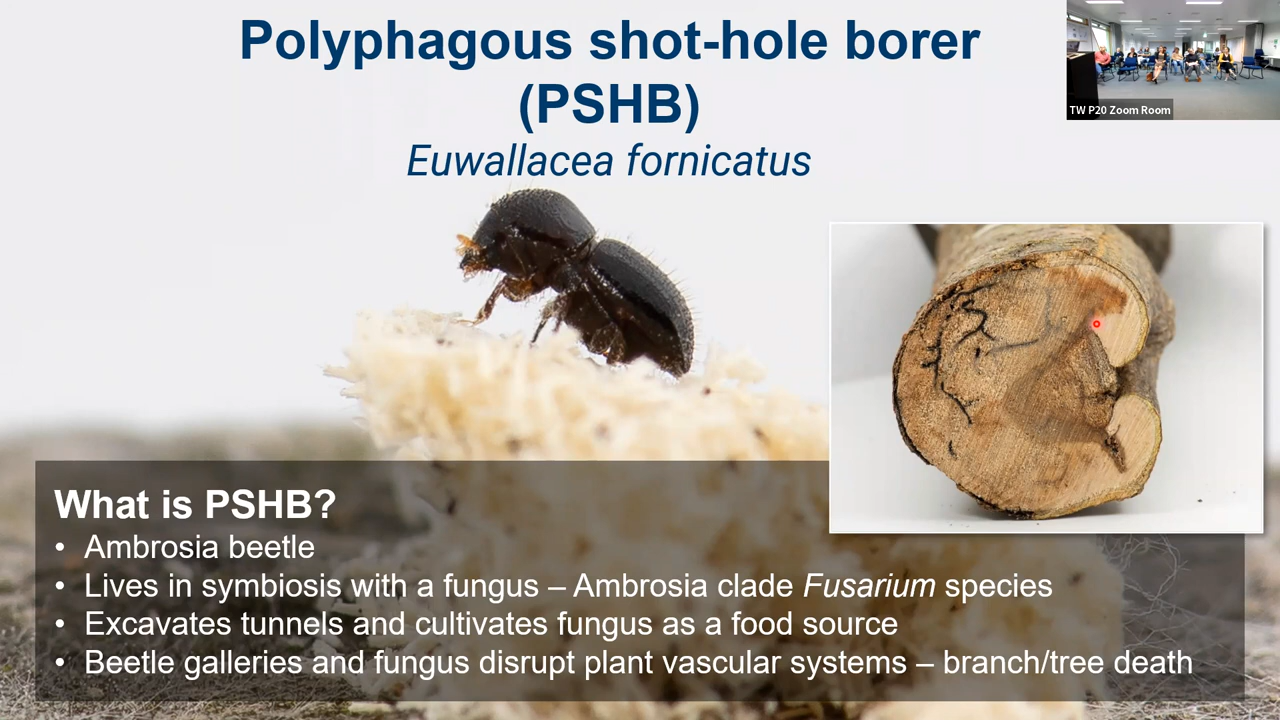 Polyphagous shot-hole borer
(PSHB)
Euwallacea fornicatus
TW P20 Zoom Room
What is PSHB?
• Ambrosia beetle
• Lives in symbiosis with a fungus – Ambrosia clade Fusarium species
• Excavates tunnels and cultivates fungus as a food source
• Beetle galleries and fungus disrupt plant vascular systems – branch/tree death